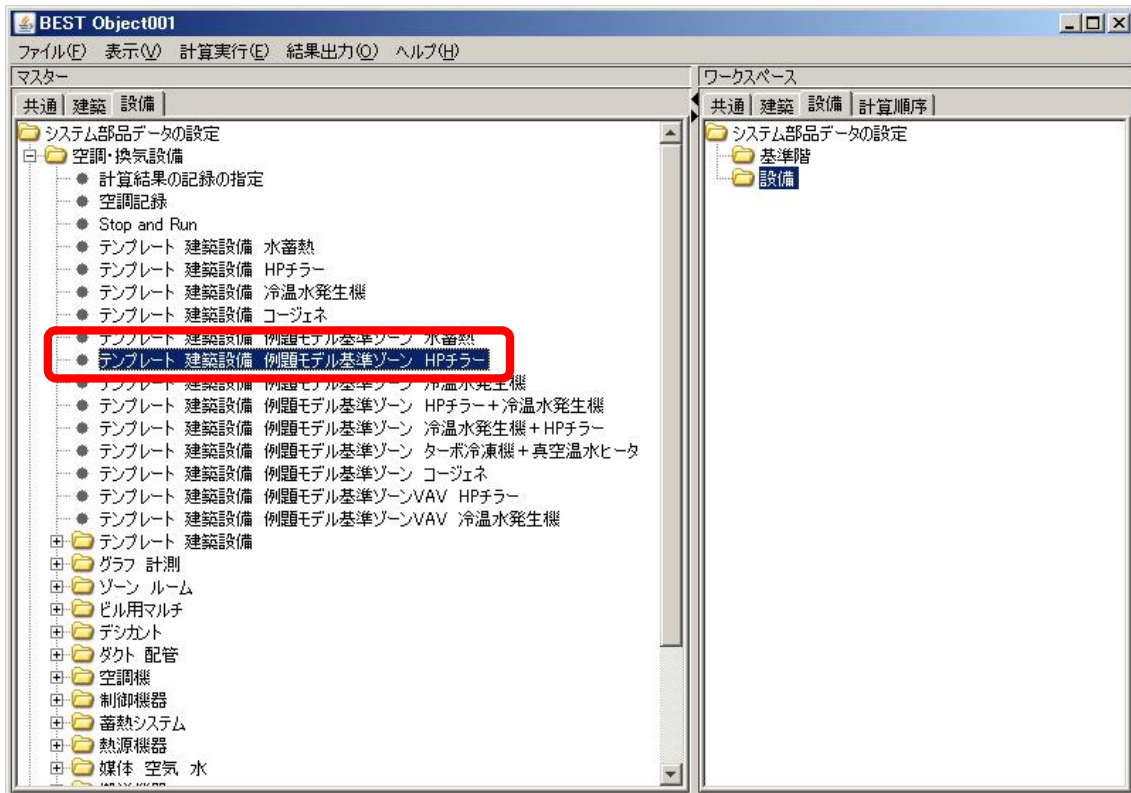 BEST Object001
ファイル(F) 表示(V) 計算実行(E) 結果出力(O) ヘルプ(H)
マスター
共通 建築 設備
システム部品データの設定
空調・換気設備
計算結果の記録の指定
空調記録
Stop and Run
テンプレート 建築設備 水蓄熱
テンプレート 建築設備 HPチラー
テンプレート 建築設備 冷温水発生機
テンプレート 建築設備 コージェネ
テンプレート 建築設備 例題モデル基準ゾーン 水蓄熱
テンプレート 建築設備 例題モデル基準ゾーン HPチラー
テンプレート 建築設備 例題モデル基準ゾーン 冷温水発生機
テンプレート 建築設備 例題モデル基準ゾーン HPチラー+冷温水発生機
テンプレート 建築設備 例題モデル基準ゾーン 冷温水発生機+HPチラー
テンプレート 建築設備 例題モデル基準ゾーン ターボ冷凍機+真空温水ヒータ
テンプレート 建築設備 例題モデル基準ゾーン コージェネ
テンプレート 建築設備 例題モデル基準ゾーンVAV HPチラー
テンプレート 建築設備 例題モデル基準ゾーンVAV 冷温水発生機
テンプレート 建築設備
グラフ 計測
ゾーン ルーム
ビル用マルチ
デシカント
ダクト 配管
空調機
制御機器
蓄熱システム
熱源機器
媒体 空気 水
ワークスペース
共通 建築 設備 計算順序
システム部品データの設定
基準階
設備